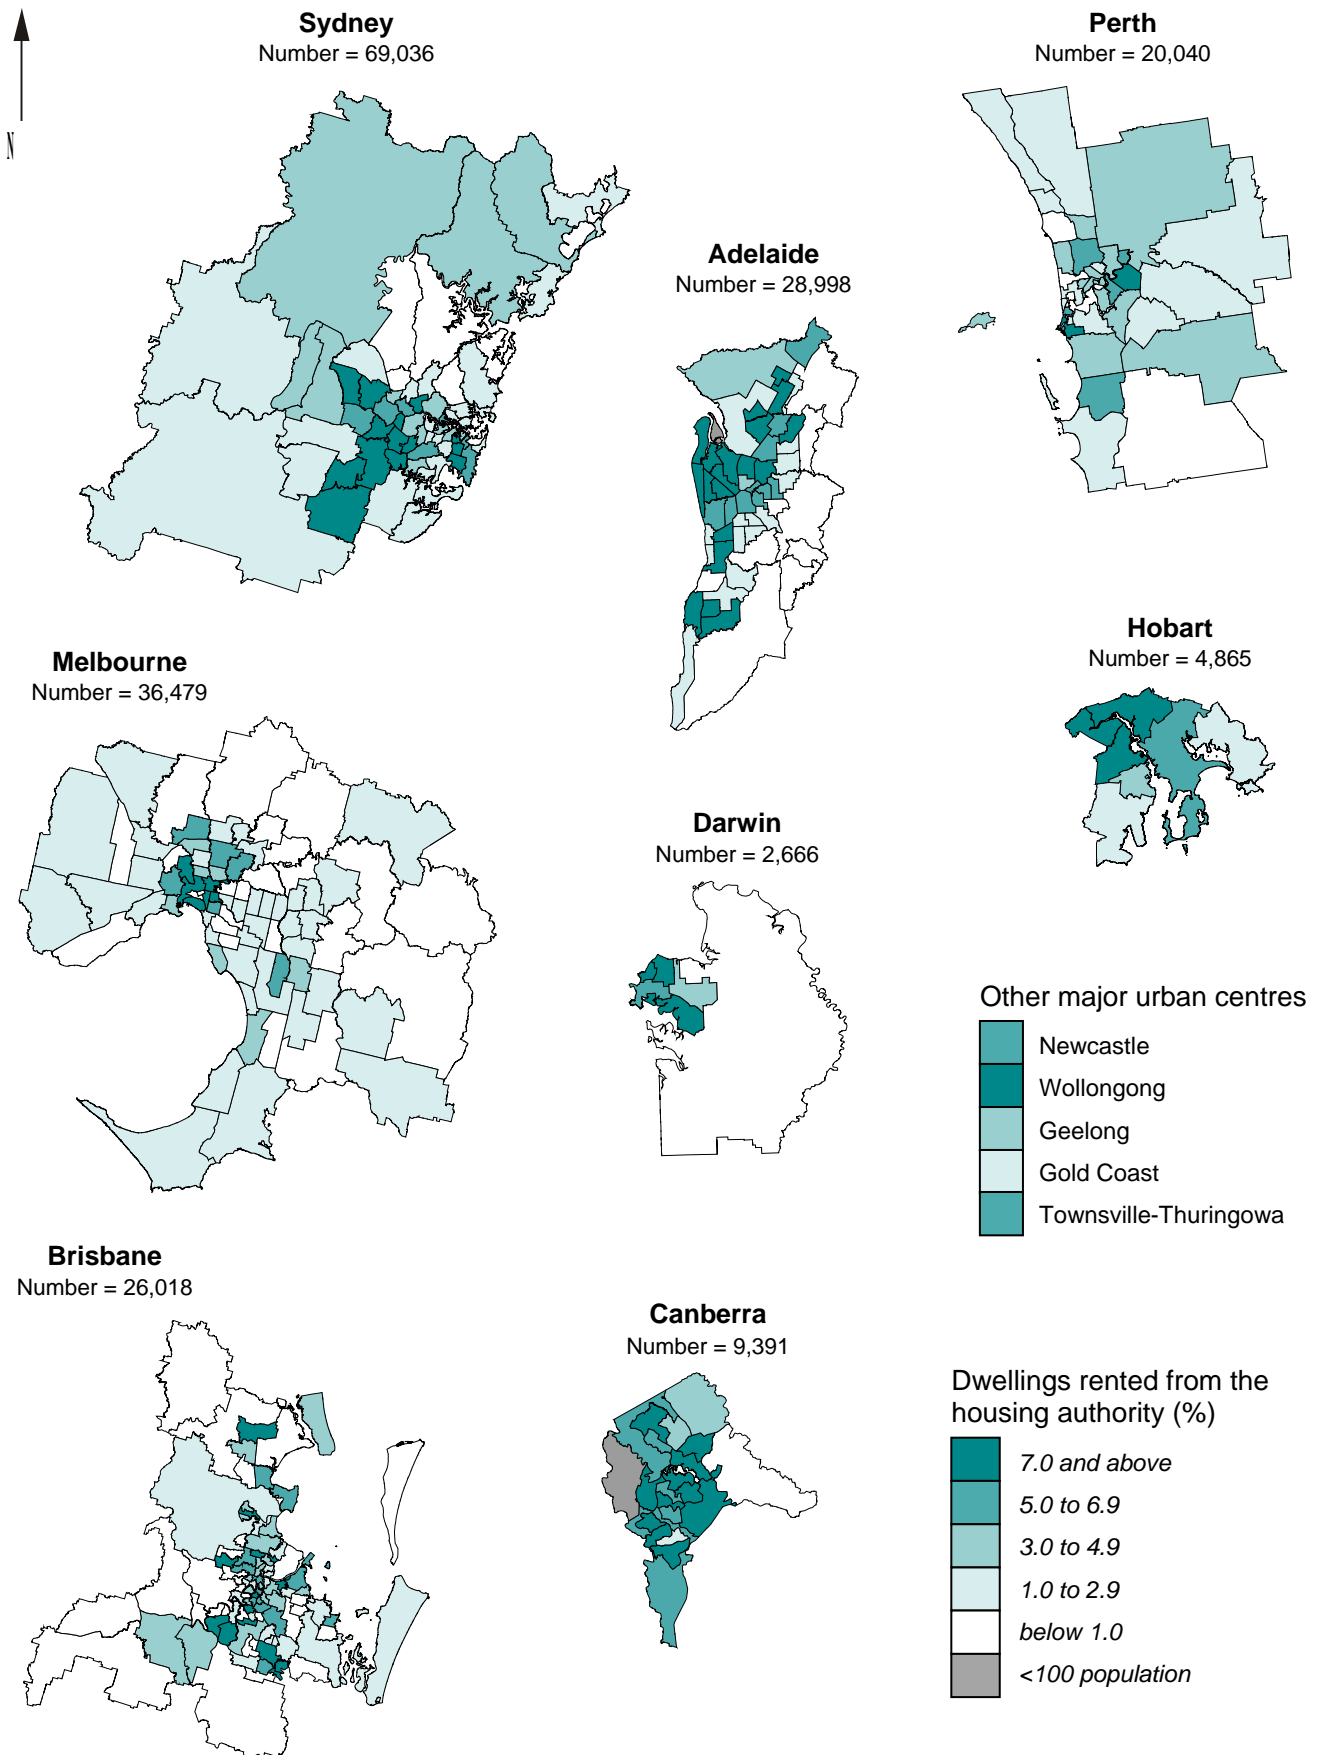 Sydney
Number = 69,036
Perth
Number = 20,040
N
Adelaide
Number = 28,998
Hobart
Number = 4,865
Melbourne
Number = 36,479
Darwin
Number = 2,666
Other major urban centres
Newcastle
Wollongong
Geelong
Gold Coast
Townsville-Thuringowa
Brisbane
Number = 26,018
Canberra
Number = 9,391
Dwellings rented from the
housing authority (%)
7.0 and above
5.0 to 6.9
3.0 to 4.9
1.0 to 2.9
below 1.0
<100 population